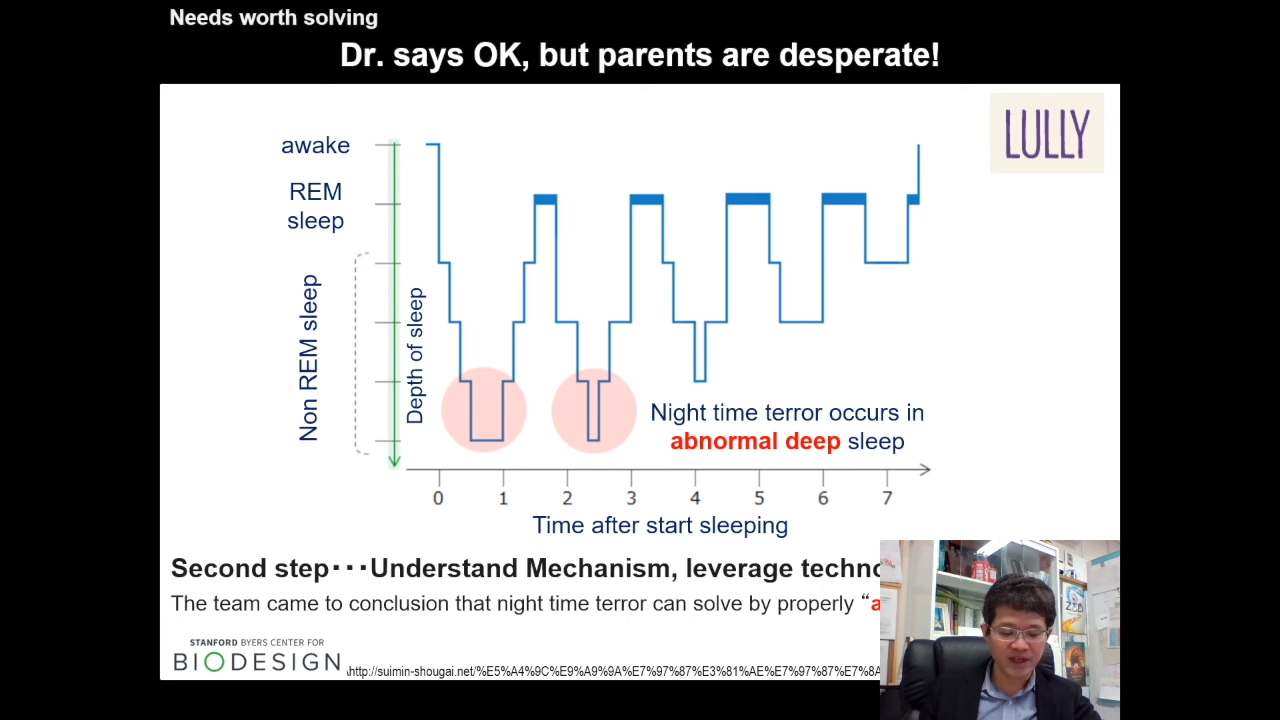 Needs worth solving
Dr. says OK, but parents are desperate!
LULLY
awake
REM
sleep
Non REM sleep
Depth of sleep
Night time terror occurs in
abnormal deep sleep
0 1 2 3 4 5 6 7
Time after start sleeping
Second step･･･Understand Mechanism, leverage techno
The team came to conclusion that night time terror can solve by properly “a
STANFORD BYERS CENTER FOR
BIODESIGN
\http://suimin-shougai.net/%E5%A4%9C%E9%A9%9A%E7%97%87%E3%81%AE%E7%97%87%E7%8A